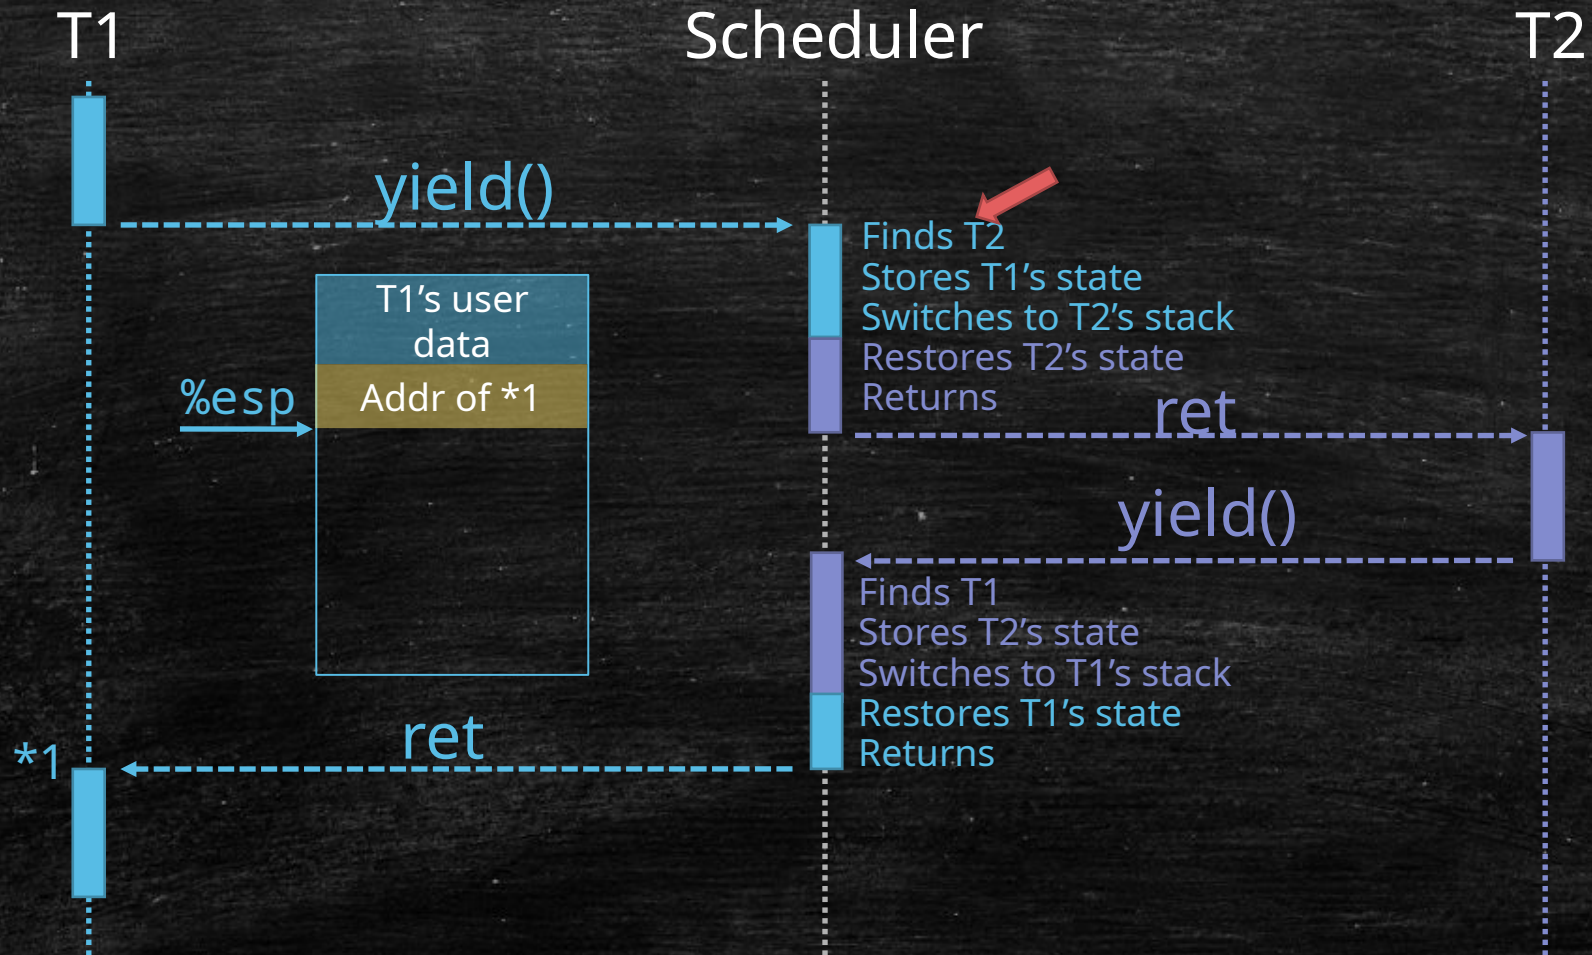 T1
Scheduler
T2
yield()
Finds T2
Stores T1’s state
Switches to T2’s stack
Restores T2’s state
Returns
T1’s user
data
%esp
Addr of *1
ret
yield()
Finds T1
Stores T2’s state
Switches to T1’s stack
Restores T1’s state
Returns
ret
*1